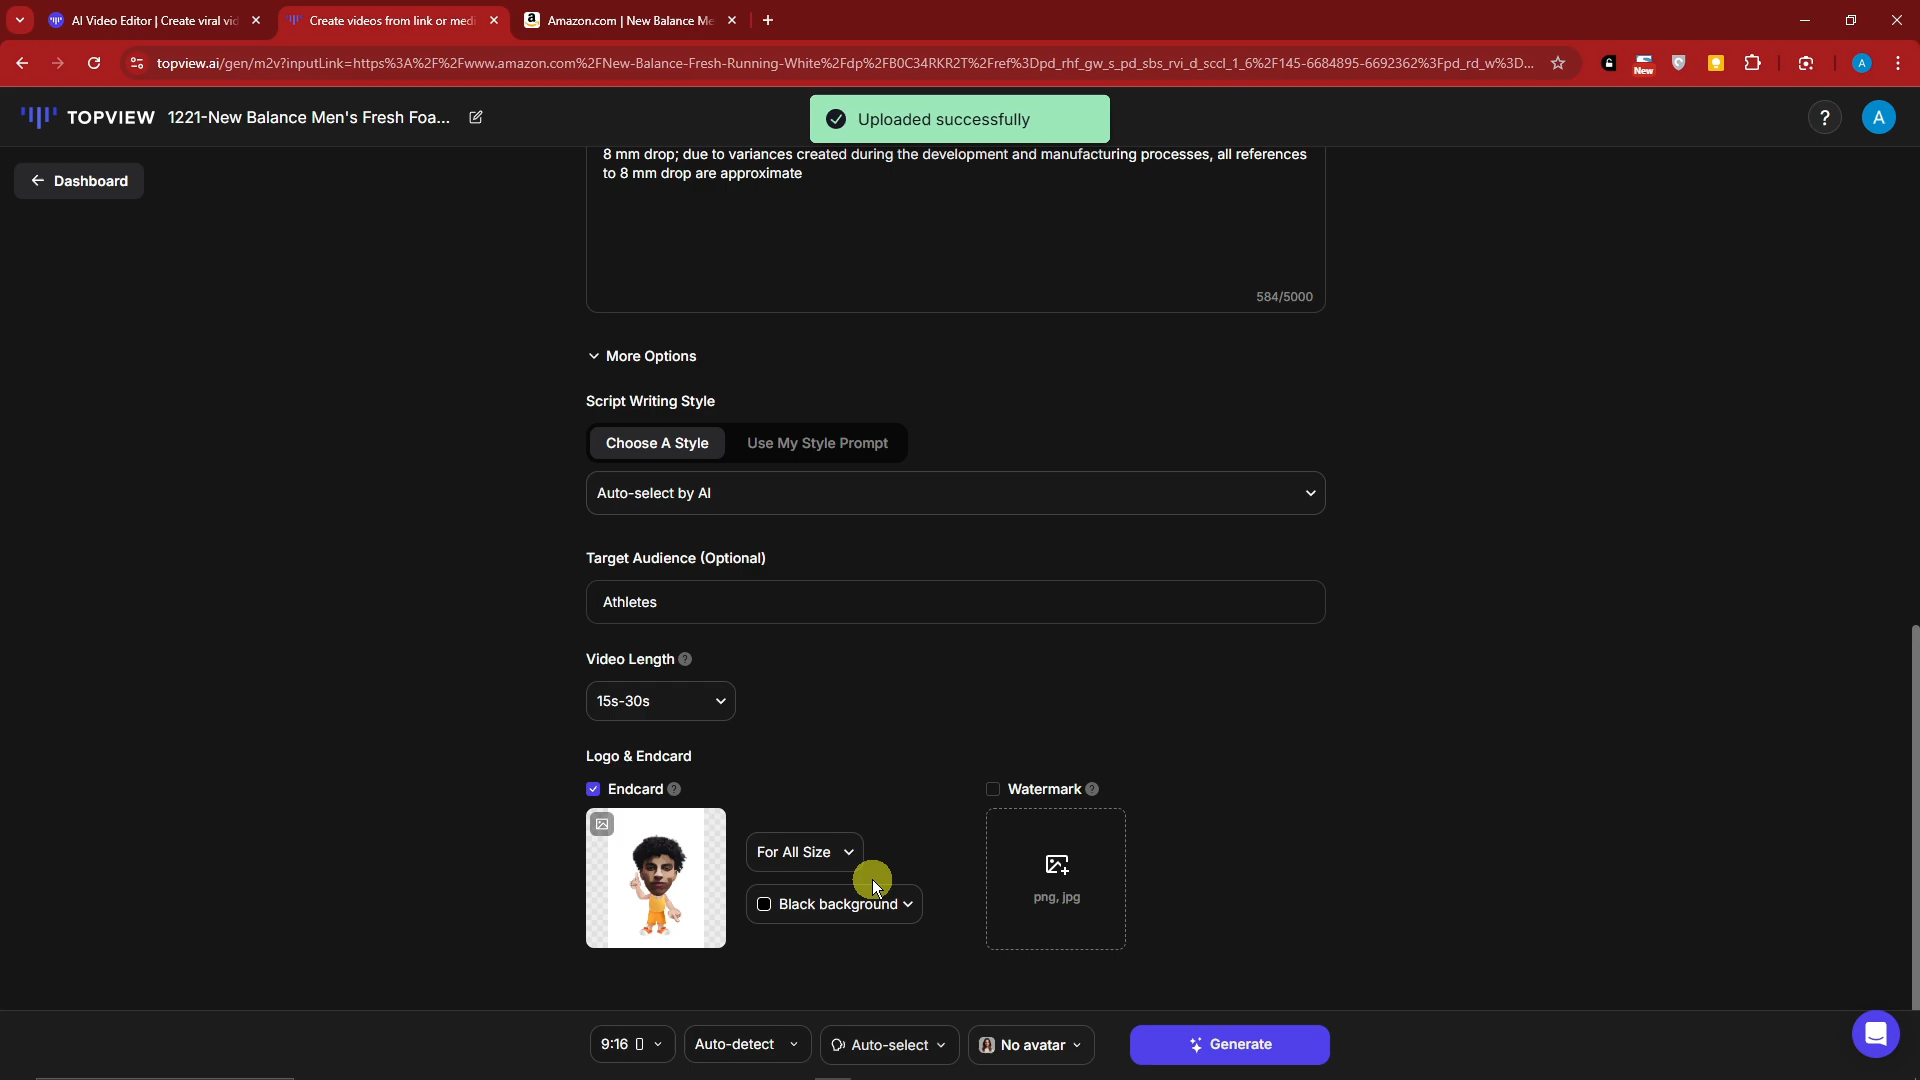 AI Video Editor | Create viral vid
Create videos from link or medi
Amazon.com | New Balance Me
topview.ai/gen/m2v?inputLink=https%3A%2F%2Fwww.amazon.com%2FNew-Balance-Fresh-Running-White%2Fdp%2FB0C34RKR2T%2Fref%3Dpd_rhf_gw_s_pd_sbs_rvi_d_sccl_1_6%2F145-6684895-6692362%3Fpd_rd_w%3D...
New
A
TOPVIEW 1221-New Balance Men's Fresh Foa...
Uploaded successfully
?
A
Dashboard
8 mm drop; due to variances created during the development and manufacturing processes, all references
to 8 mm drop are approximate
584/5000
More Options
Script Writing Style
Choose A Style
Use My Style Prompt
Auto-select by AI
Target Audience (Optional)
Athletes
Video Length ?
15s-30s
Logo & Endcard
Endcard ?
Watermark ?
For All Size
Black background
png, jpg
9:16
Auto-detect
Auto-select
No avatar
Generate